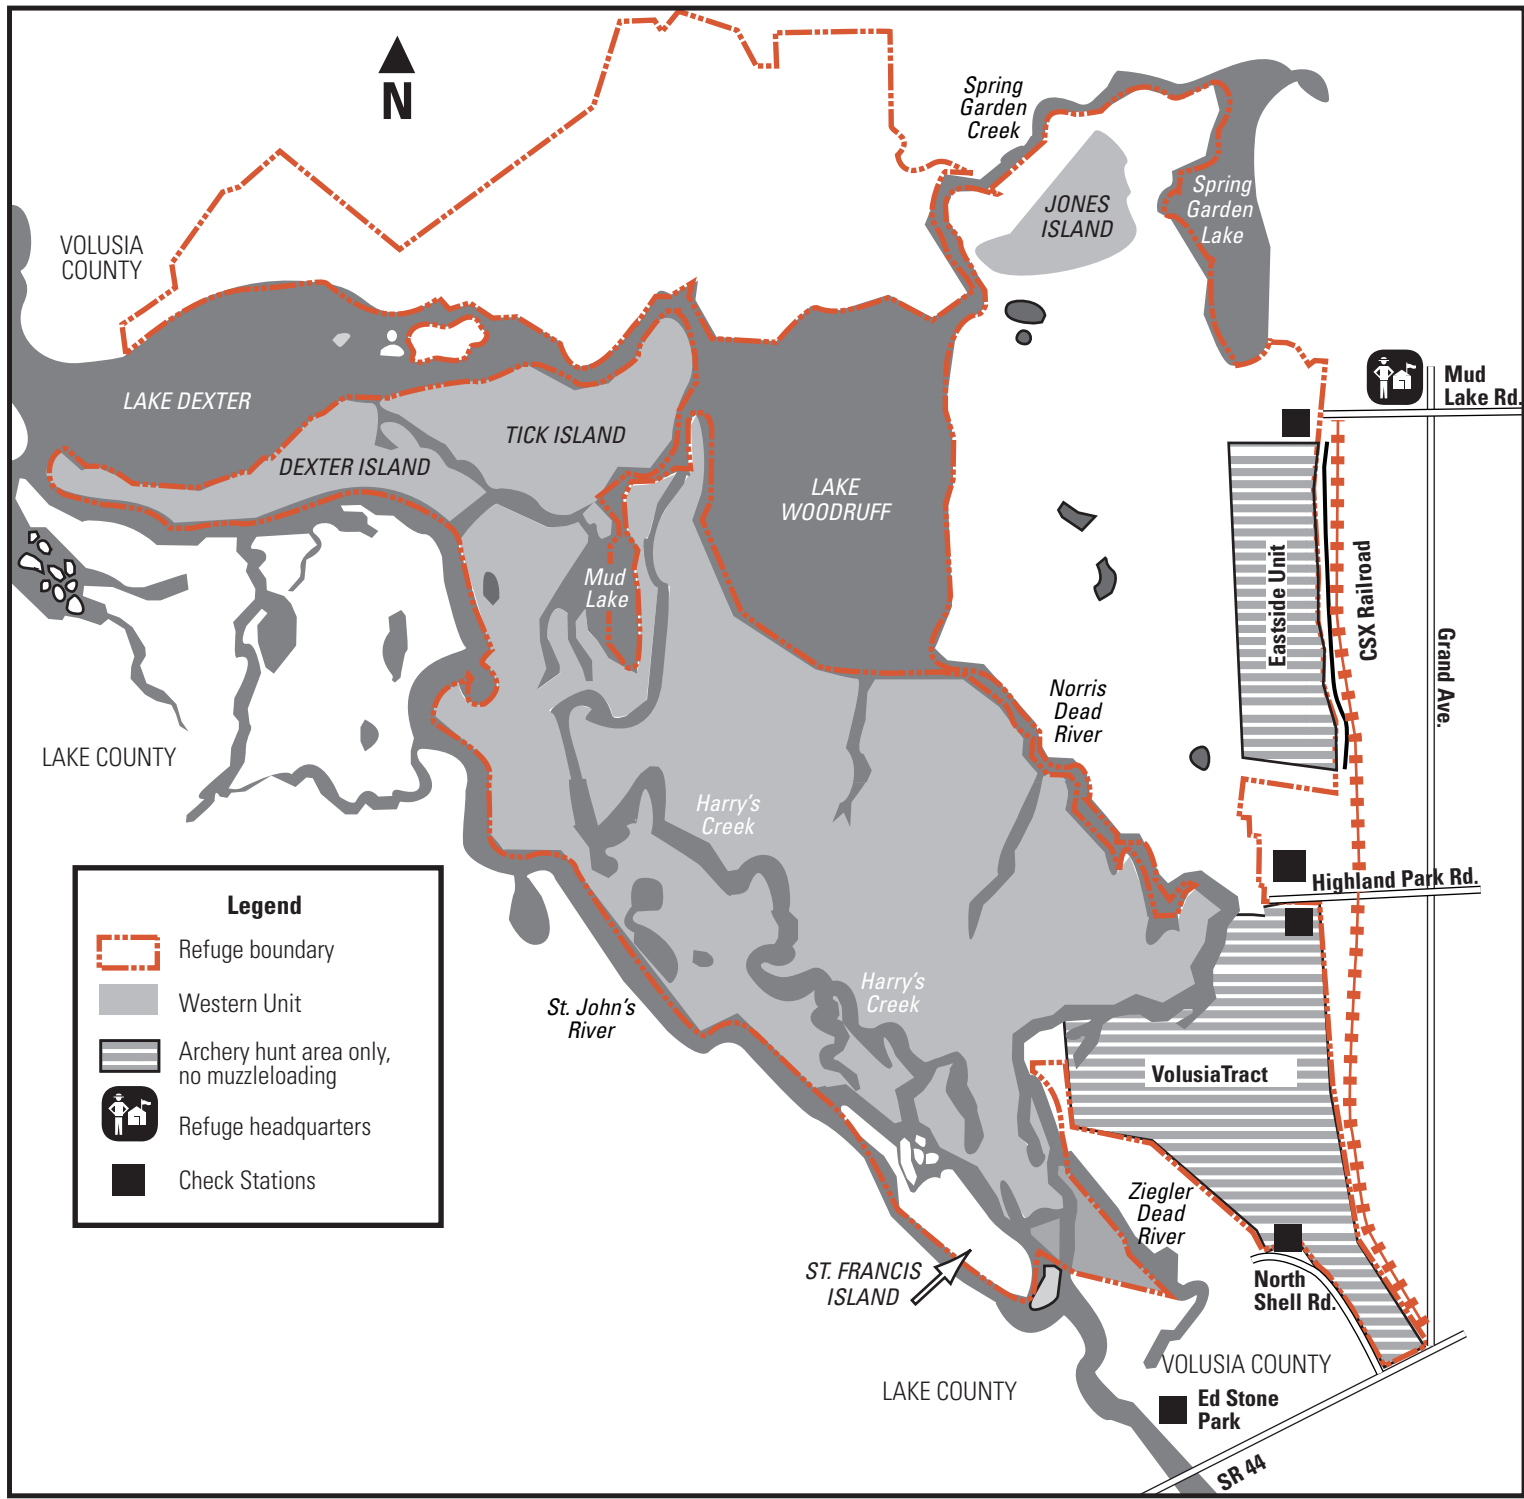 N
Spring
Garden
Creek
VOLUSIA
COUNTY
JONES
ISLAND
Spring
Garden
Lake
Mud
Lake Rd.
LAKE DEXTER
TICK ISLAND
DEXTER ISLAND
LAKE
WOODRUFF
Mud
Lake
Eastside Unit
CSX Railroad
Grand Ave.
Norris
Dead
River
LAKE COUNTY
Harry's
Creek
Highland Park Rd.
Legend
Refuge boundary
Western Unit
Archery hunt area only,
no muzzleloading
Refuge headquarters
Check Stations
St. John's
River
Harry's
Creek
VolusiaTract
Ziegler
Dead
River
ST. FRANCIS
ISLAND
North
Shell Rd.
VOLUSIA COUNTY
LAKE COUNTY
Ed Stone
Park
SR 44